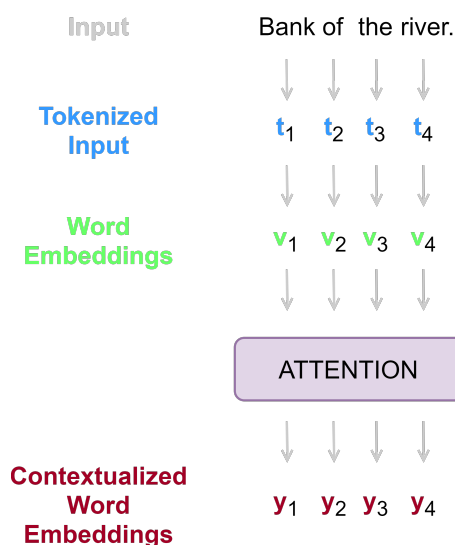 Input Bank of the river.
Tokenized
Input
t1 t2 t3 t4
Word
Embeddings
v1 v2 v3 v4
ATTENTION
Contextualized
Word
Embeddings
y1 y2 y3 y4